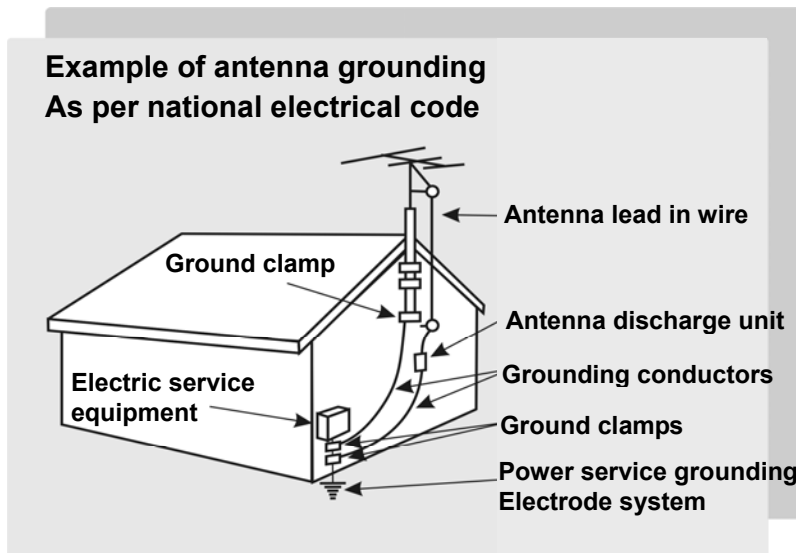 Example of antenna grounding
As per national electrical code
Antenna lead in wire
Ground clamp
Antenna discharge unit
Grounding conductors
Electric service
equipment
Ground clamps
Power service grounding
Electrode system